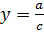 y = a/c